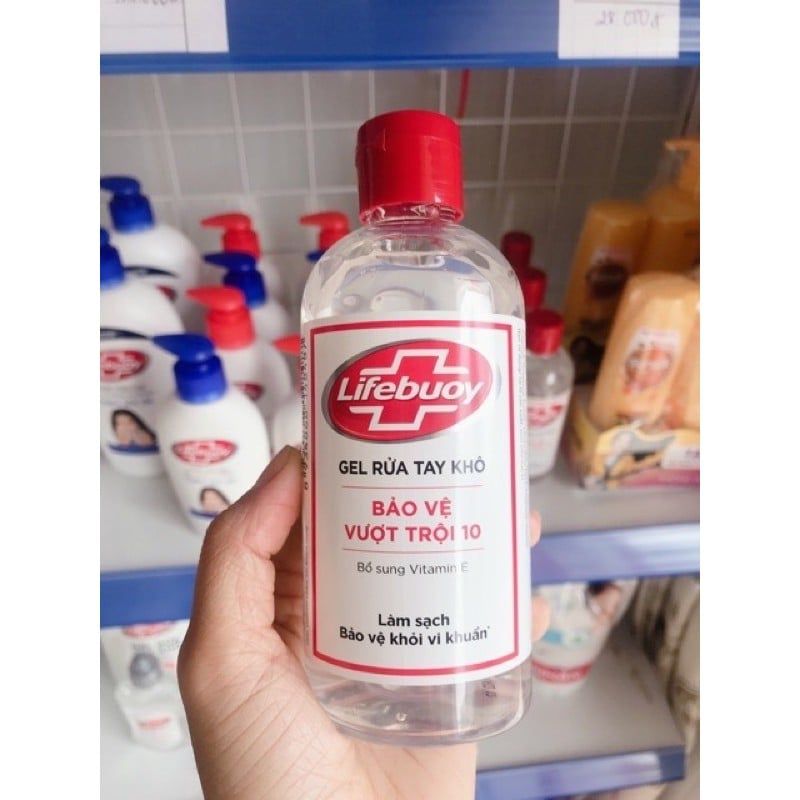 Lifebuoy
GEL RỬA TAY KHÔ
BẢO VỆ
VƯỢT TRỘI 10
Bổ sung Vitamin E
Làm sạch
Bảo vệ khỏi vi khuẩn*